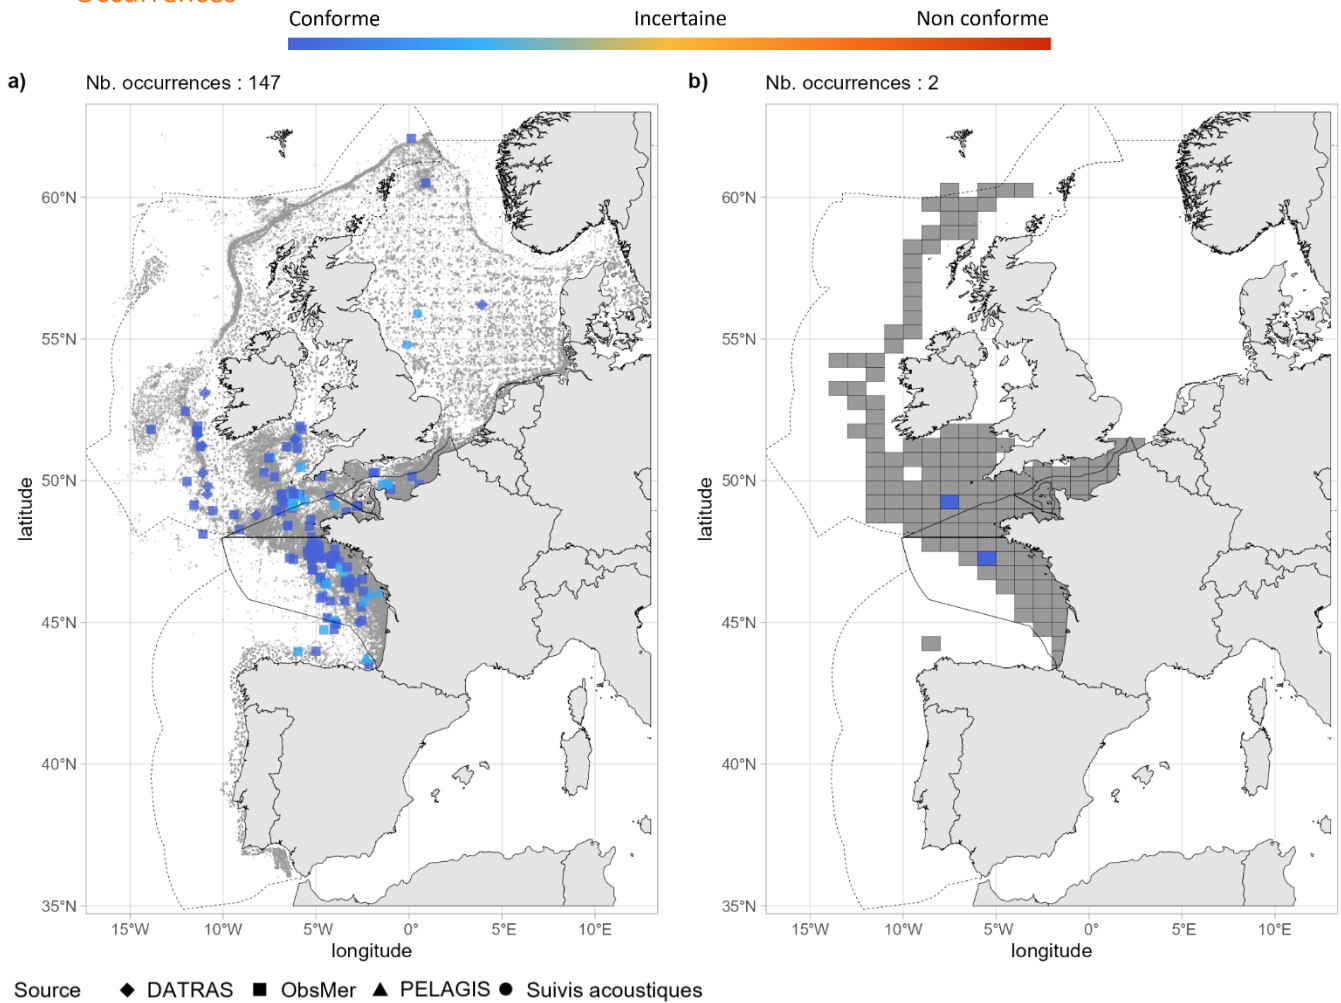 Occurrences
Conforme Incertaine Non conforme
a) Nb. occurrences : 147
b) Nb. occurrences : 2
60°N
55°N
50°N
45°N
40°N
35°N
latitude
15°W 10°W 5°W 0° 5°E 10°E
longitude
60°N
55°N
50°N
45°N
40°N
35°N
latitude
15°W 10°W 5°W 0° 5°E 10°E
longitude
Source DATRAS ObsMer PELAGIS Suivis acoustiques